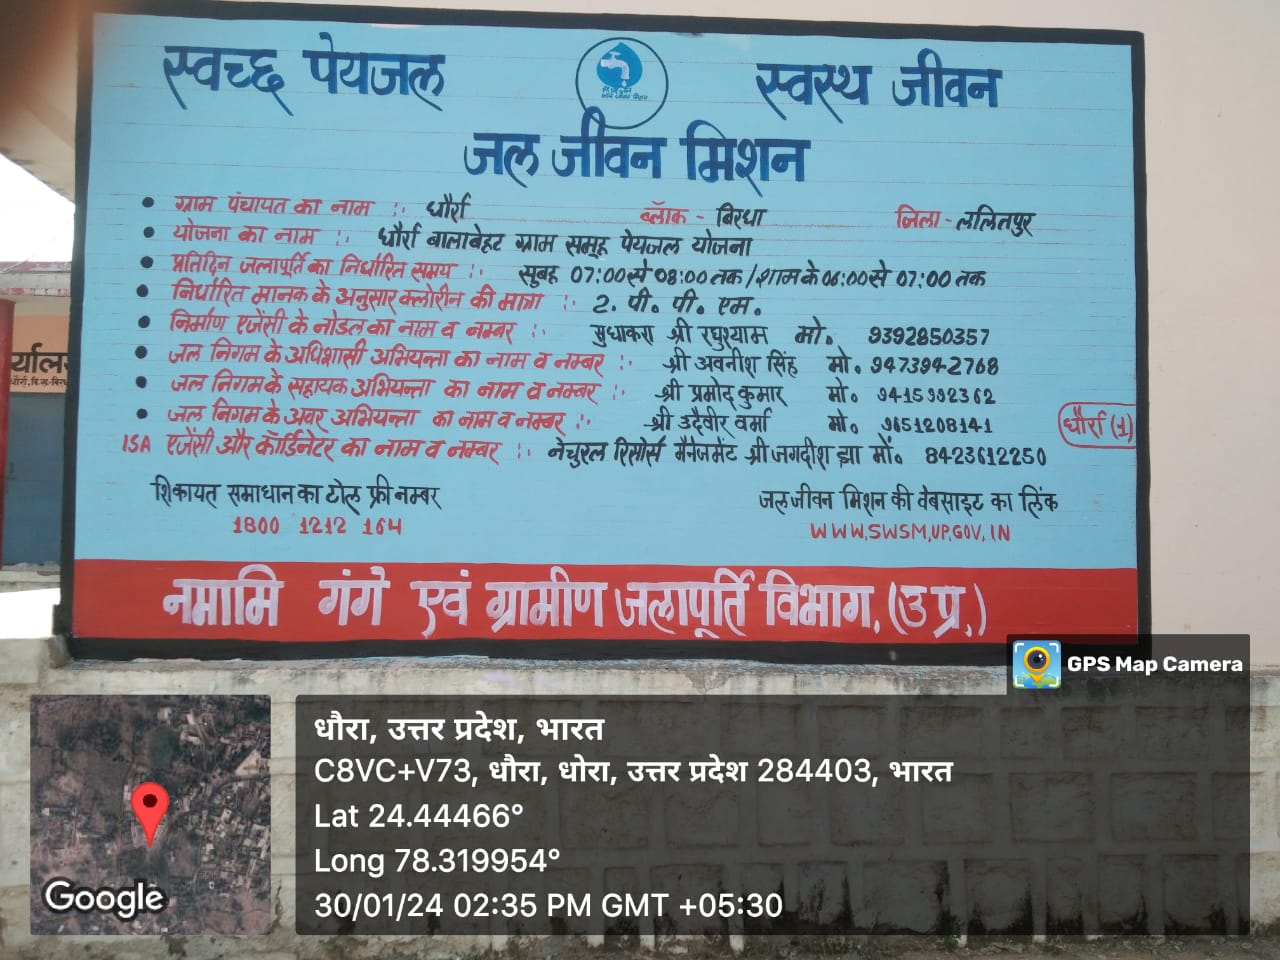 स्वच्छ पेयजल स्वस्थ जीवन
जल जीवन मिशन
• ग्राम पंचायत का नाम :- धौर्रा ब्लॉक - बिरधा जिला - ललितपुर
• योजना का नाम :- धौर्रा बालाबेहट ग्राम समूह पेयजल योजना
• प्रतिदिन जलापूर्ति का निर्धारित समय :- सुबह 07:00 से 08:00 तक / शाम के 06:00 से 07:00 तक
• निर्धारित मानक के अनुसार क्लोरीन की मात्रा :- 2. पी. पी. एम.
• निर्माण एजेंसी के नोडल का नाम व नम्बर :- सुधाकरा श्री रघुश्याम मो. 9392850357
• जल निगम के अधिशासी अभियन्ता का नाम व नम्बर :- श्री अवनीश सिंह मो. 9473942768
• जल निगम के सहायक अभियन्ता का नाम व नम्बर :- श्री प्रमोद कुमार मो. 9415992362
• जल निगम के अवर अभियन्ता का नाम व नम्बर :- श्री उदैवीर वर्मा मो. 9651208141
धौर्रा (1)
ISA एजेंसी और कॉर्डिनेटर का नाम व नम्बर :- नेचुरल रिसोर्स मैनेजमेंट श्री जगदीश झा मों. 8423612250
शिकायत समाधान का टोल फ्री नम्बर जल जीवन मिशन की वेबसाइट का लिंक
1800 1212 164 WWW.SWSM.UP.GOV.IN
नमामि गंगे एवं ग्रामीण जलापूर्ति विभाग, (उ प्र.)
GPS Map Camera
धौरा, उत्तर प्रदेश, भारत
C8VC+V73, धौरा, धोरा, उत्तर प्रदेश 284403, भारत
Lat 24.44466°
Long 78.319954°
30/01/24 02:35 PM GMT +05:30
Google